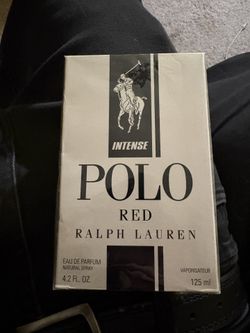 INTENSE
POLO
RED
RALPH LAUREN
EAU DE PARFUM
NATURAL SPRAY
VAPORISATEUR
4.2 FL. OZ
125 ml